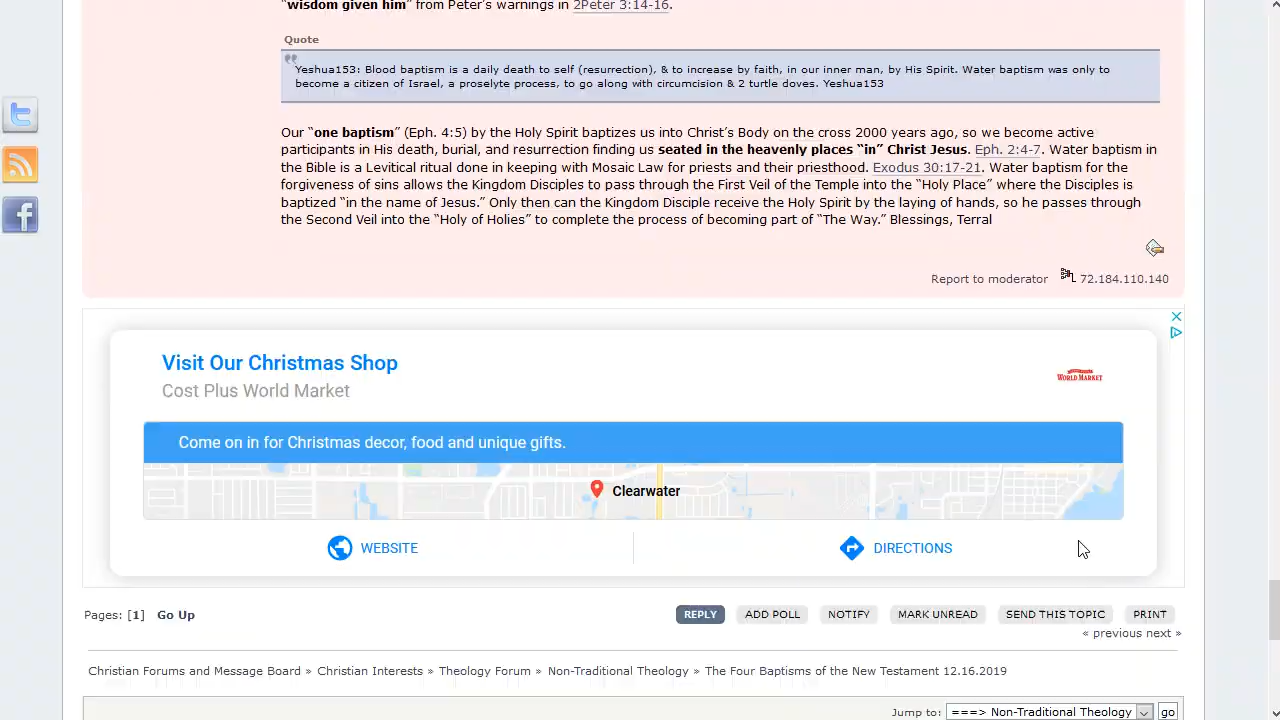 "wisdom given him" from Peter's warnings in 2Peter 3:14-16.
Quote
Yeshua153: Blood baptism is a daily death to self (resurrection), & to increase by faith, in our inner man, by His Spirit. Water baptism was only to
become a citizen of Israel, a proselyte process, to go along with circumcision & 2 turtle doves. Yeshua153
Our “one baptism” (Eph. 4:5) by the Holy Spirit baptizes us into Christ’s Body on the cross 2000 years ago, so we become active
participants in His death, burial, and resurrection finding us seated in the heavenly places “in” Christ Jesus. Eph. 2:4-7. Water baptism in
the Bible is a Levitical ritual done in keeping with Mosaic Law for priests and their priesthood. Exodus 30:17-21. Water baptism for the
forgiveness of sins allows the Kingdom Disciples to pass through the First Veil of the Temple into the “Holy Place” where the Disciples is
baptized “in the name of Jesus.” Only then can the Kingdom Disciple receive the Holy Spirit by the laying of hands, so he passes through
the Second Veil into the “Holy of Holies” to complete the process of becoming part of “The Way.” Blessings, Terral
Report to moderator 72.184.110.140
Visit Our Christmas Shop
Cost Plus World Market
WORLD MARKET
Come on in for Christmas decor, food and unique gifts.
Clearwater
WEBSITE
DIRECTIONS
Pages: [1] Go Up
REPLY ADD POLL NOTIFY MARK UNREAD SEND THIS TOPIC PRINT
« previous next »
Christian Forums and Message Board » Christian Interests » Theology Forum » Non-Traditional Theology » The Four Baptisms of the New Testament 12.16.2019
Jump to: ===> Non-Traditional Theology go